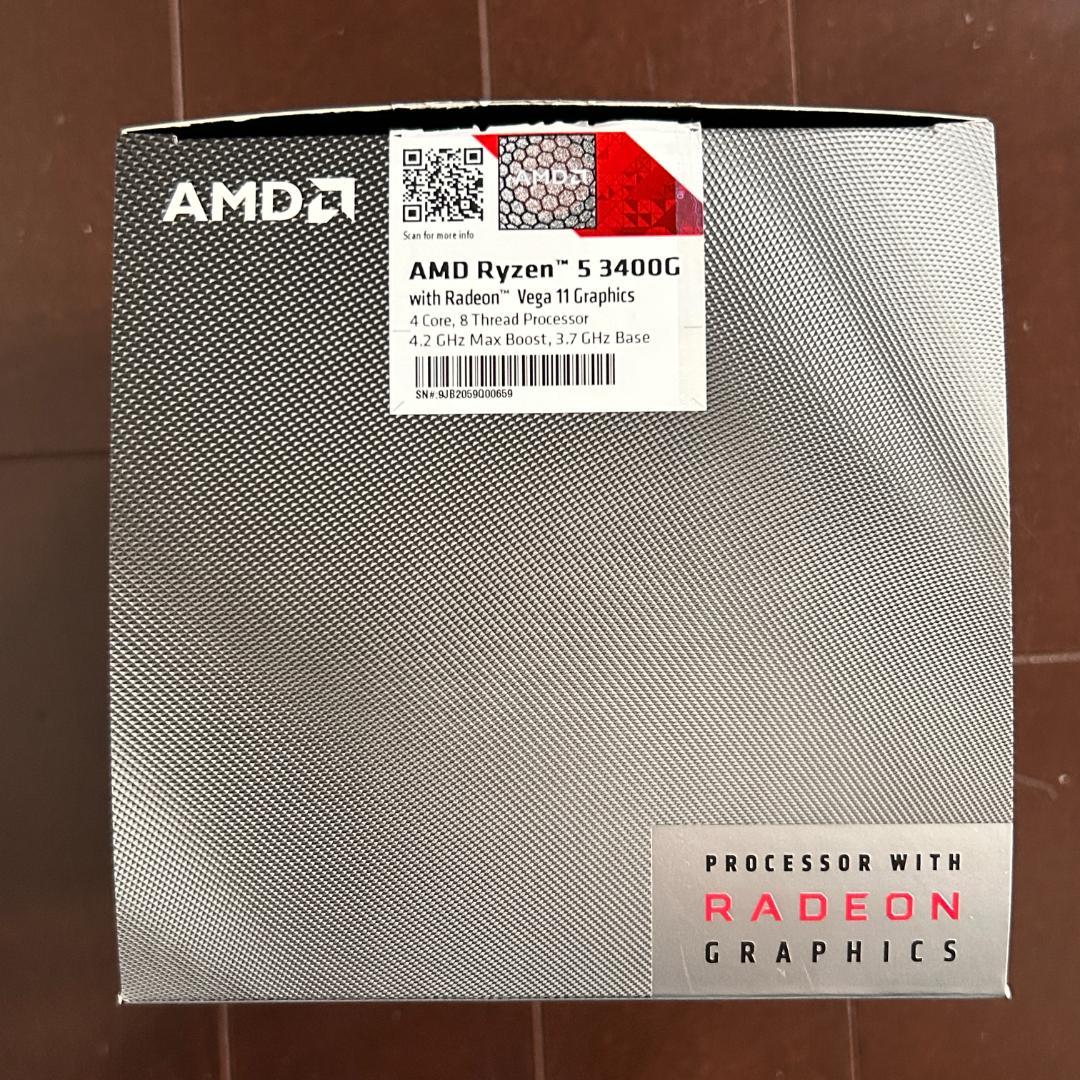 AMD
AMD
Scan for more info
AMD Ryzen™ 5 3400G
with Radeon™ Vega 11 Graphics
4 Core, 8 Thread Processor
4.2 GHz Max Boost, 3.7 GHz Base
SN#:9JB2059Q00659
PROCESSOR WITH
RADEON
GRAPHICS